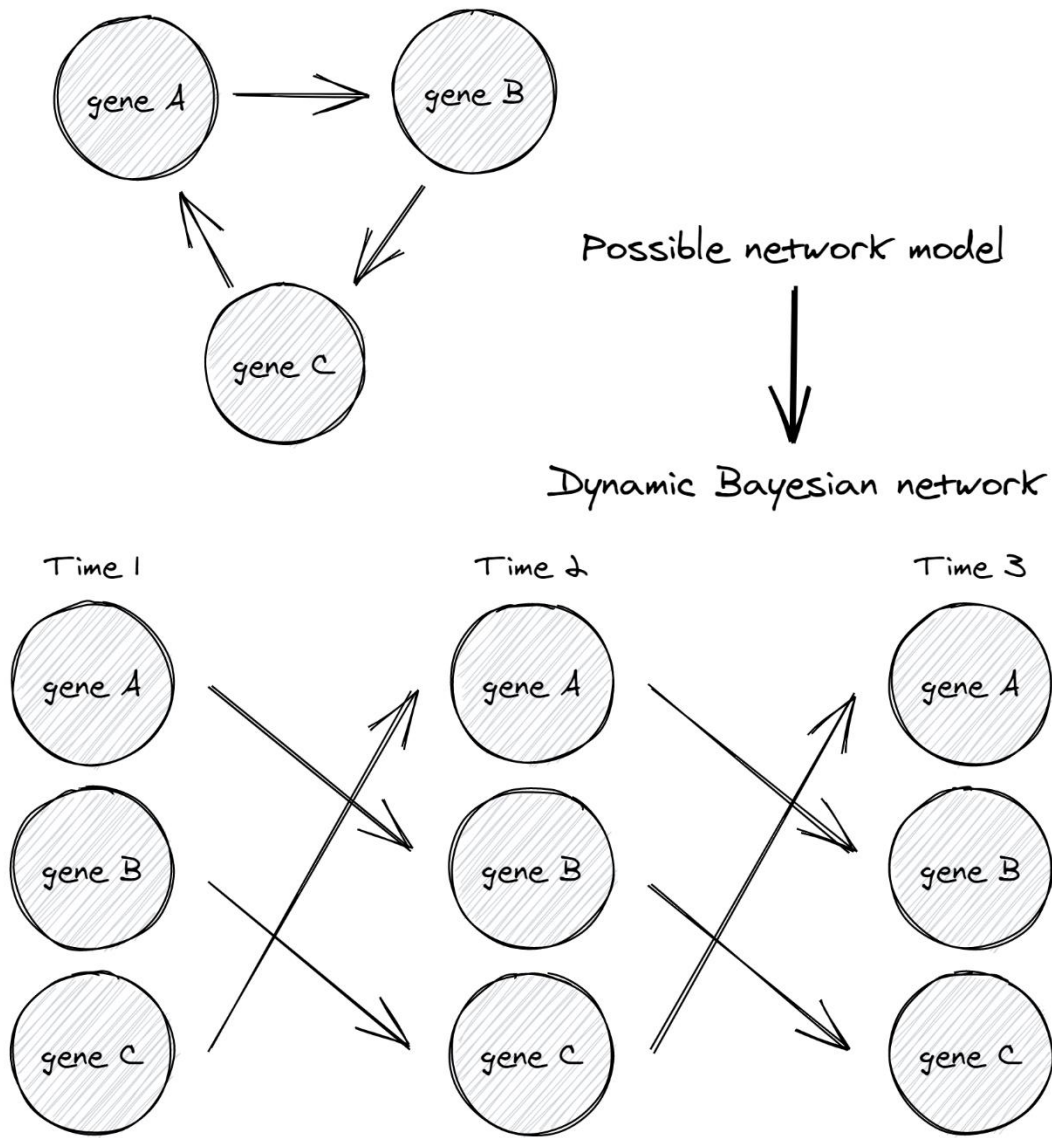 gene A
gene B
gene C
Possible network model
Dynamic Bayesian network
Time 1
Time 2
Time 3
gene A
gene A
gene A
gene B
gene B
gene B
gene C
gene C
gene C